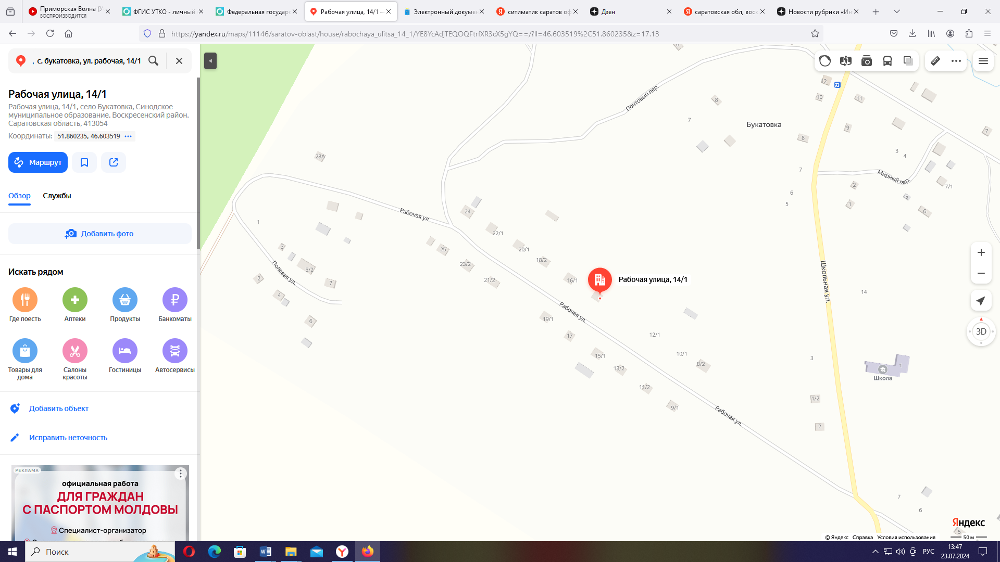 Приморская Волна (У
ВОСПРОИЗВОДИТСЯ
ФГИС УТКО - личный
Федеральная государс
Рабочая улица, 14/1 —
Электронный докумен
ситиматик саратов оф
Дзен
саратовская обл, воск
Новости рубрики «Ин
https://yandex.ru/maps/11146/saratov-oblast/house/rabochaya_ulitsa_14_1/YE8YcAdjTEQOQFtrfXR3cX5gYQ==/?ll=46.603519%2C51.860235&z=17.13
, с. букатовка, ул. рабочая, 14/1
Рабочая улица, 14/1
Рабочая улица, 14/1, село Букатовка, Синодское
муниципальное образование, Воскресенский район,
Саратовская область, 413054
Координаты: 51.860235, 46.603519
Маршрут
Обзор
Службы
Добавить фото
Искать рядом
Где поесть
Аптеки
Продукты
Банкоматы
Товары для
дома
Салоны
красоты
Гостиницы
Автосервисы
Добавить объект
Исправить неточность
РЕКЛАМА
официальная работа
ДЛЯ ГРАЖДАН
С ПАСПОРТОМ МОЛДОВЫ
Специалист-организатор
6
12
10
11
8
Почтовый пер.
7
Букатовка
9
8
7
3
4
28А
7
Мирный пер.
2
7/1
6
5
5
1
6
24
Рабочая ул.
1
22/1
3
25
20/1
18/2
23/2
5/2
Полевая ул.
2
7
21/2
16/1
Рабочая улица, 14/1
Школьная ул.
14
4
Рабочая ул.
19/1
6
17
12/1
15/1
10/1
3
8/2
13/2
1
Школа
11/2
1/2
9/1
Рабочая ул.
2
7
6
5
3D
Яндекс
© Яндекс Справка Условия использования
50 м
Поиск
РУС
13:47
23.07.2024